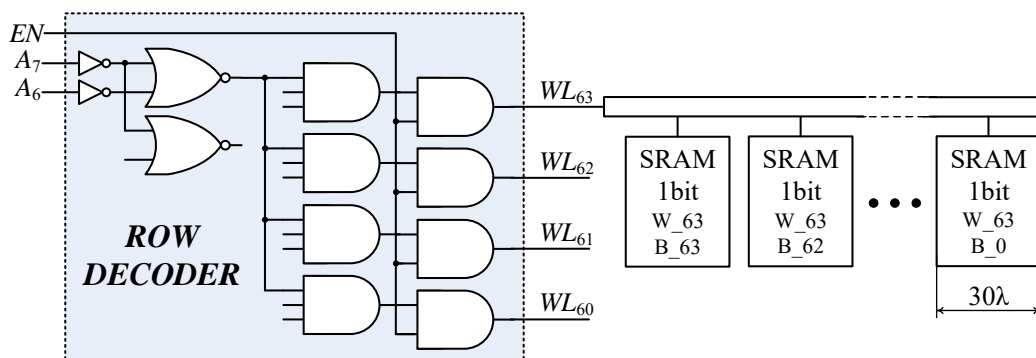 EN
A7
A6
ROW
DECODER
WL63
WL62
WL61
WL60
SRAM
1bit
W_63
B_63
SRAM
1bit
W_63
B_62
SRAM
1bit
W_63
B_0
30λ